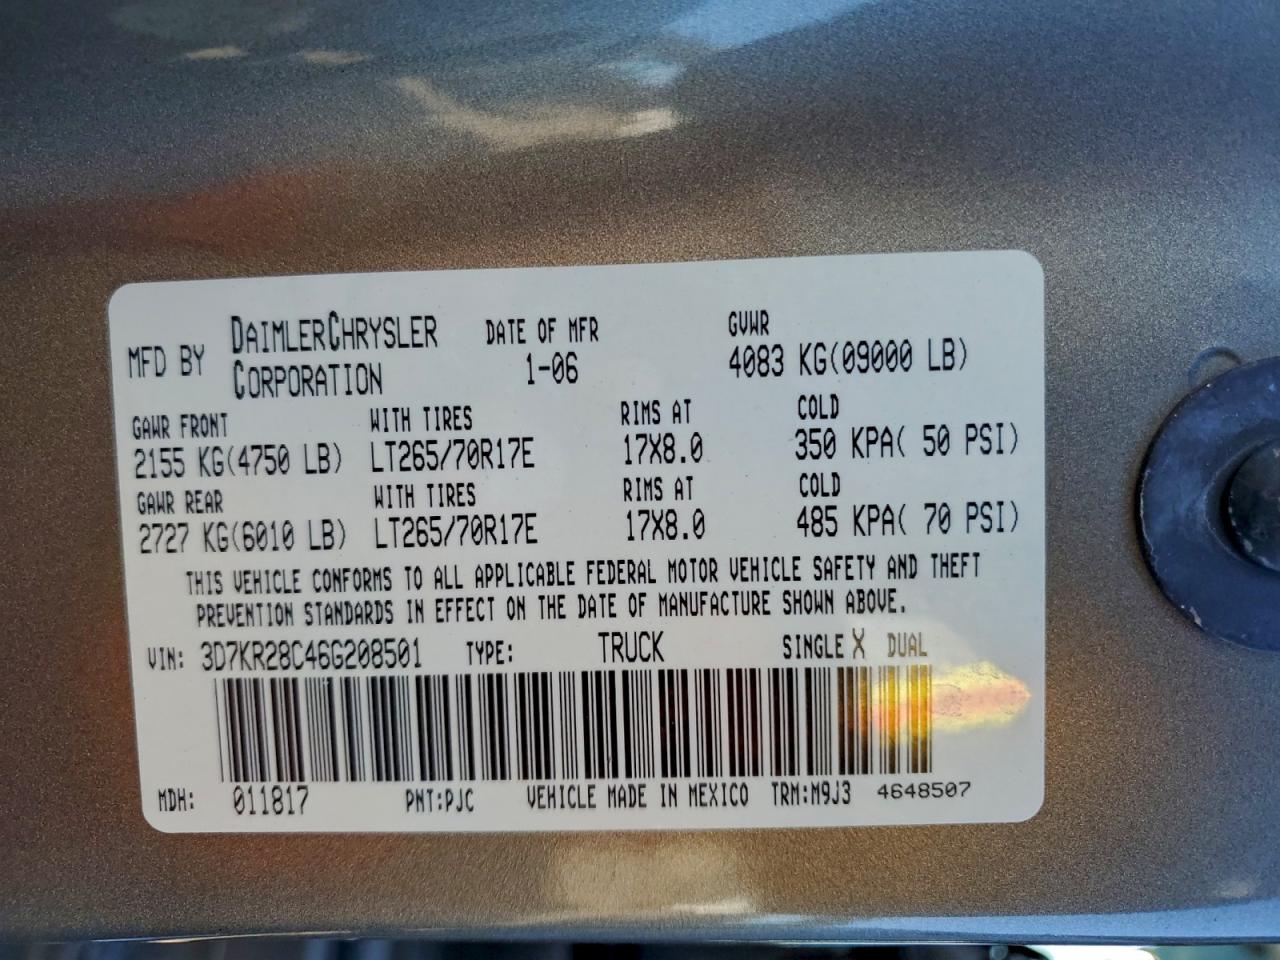 MFD BY DAIMLERCHRYSLER CORPORATION DATE OF MFR 1-06 GVWR 4083 KG(09000 LB)
GAWR FRONT WITH TIRES RIMS AT COLD
2155 KG(4750 LB) LT265/70R17E 17X8.0 350 KPA( 50 PSI)
GAWR REAR WITH TIRES RIMS AT COLD
2727 KG(6010 LB) LT265/70R17E 17X8.0 485 KPA( 70 PSI)
THIS VEHICLE CONFORMS TO ALL APPLICABLE FEDERAL MOTOR VEHICLE SAFETY AND THEFT
PREVENTION STANDARDS IN EFFECT ON THE DATE OF MANUFACTURE SHOWN ABOVE.
VIN: 3D7KR28C46G208501 TYPE: TRUCK SINGLE X DUAL
MDH: 011817 PNT:PJC VEHICLE MADE IN MEXICO TRM:M9J3 4648507